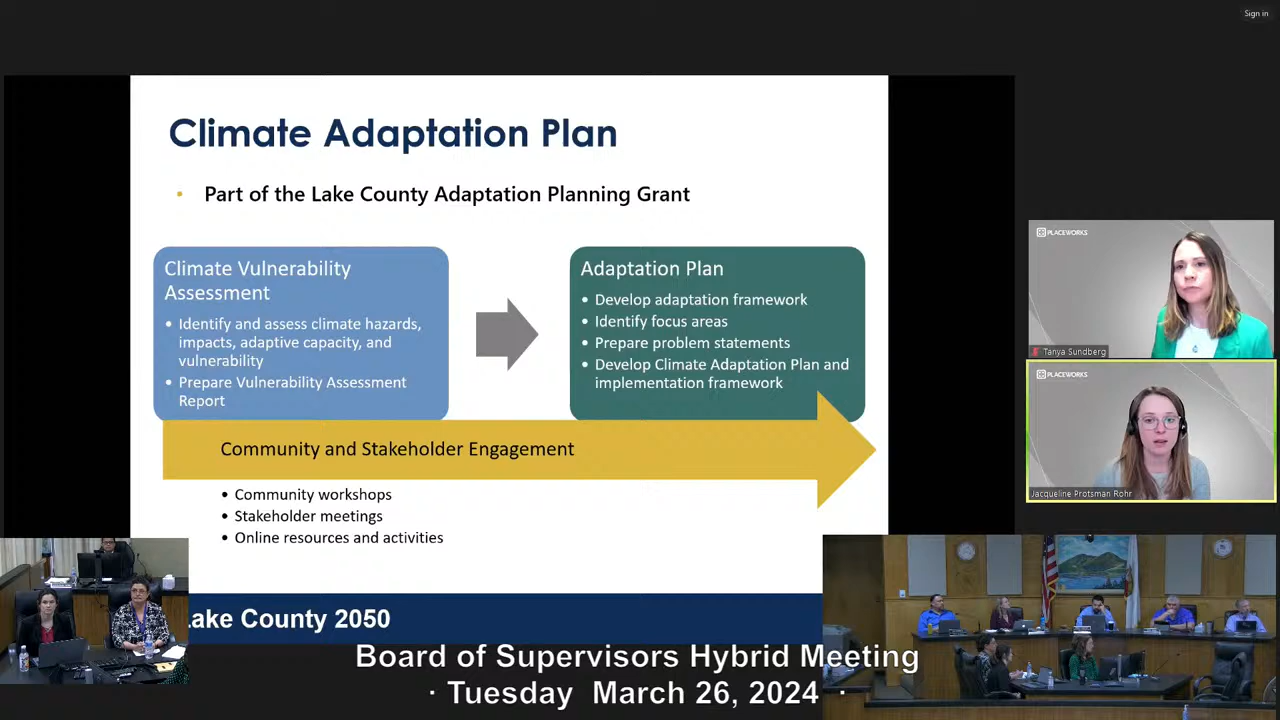 Sign in
Climate Adaptation Plan
Part of the Lake County Adaptation Planning Grant
Climate Vulnerability
Assessment
• Identify and assess climate hazards,
impacts, adaptive capacity, and
vulnerability
• Prepare Vulnerability Assessment
Report
Adaptation Plan
• Develop adaptation framework
• Identify focus areas
• Prepare problem statements
• Develop Climate Adaptation Plan and
implementation framework
Community and Stakeholder Engagement
• Community workshops
• Stakeholder meetings
• Online resources and activities
Lake County 2050
PLACEWORKS
Tanya Sundberg
PLACEWORKS
Jacqueline Protsman Rohr
Board of Supervisors Hybrid Meeting
· Tuesday March 26, 2024 ·